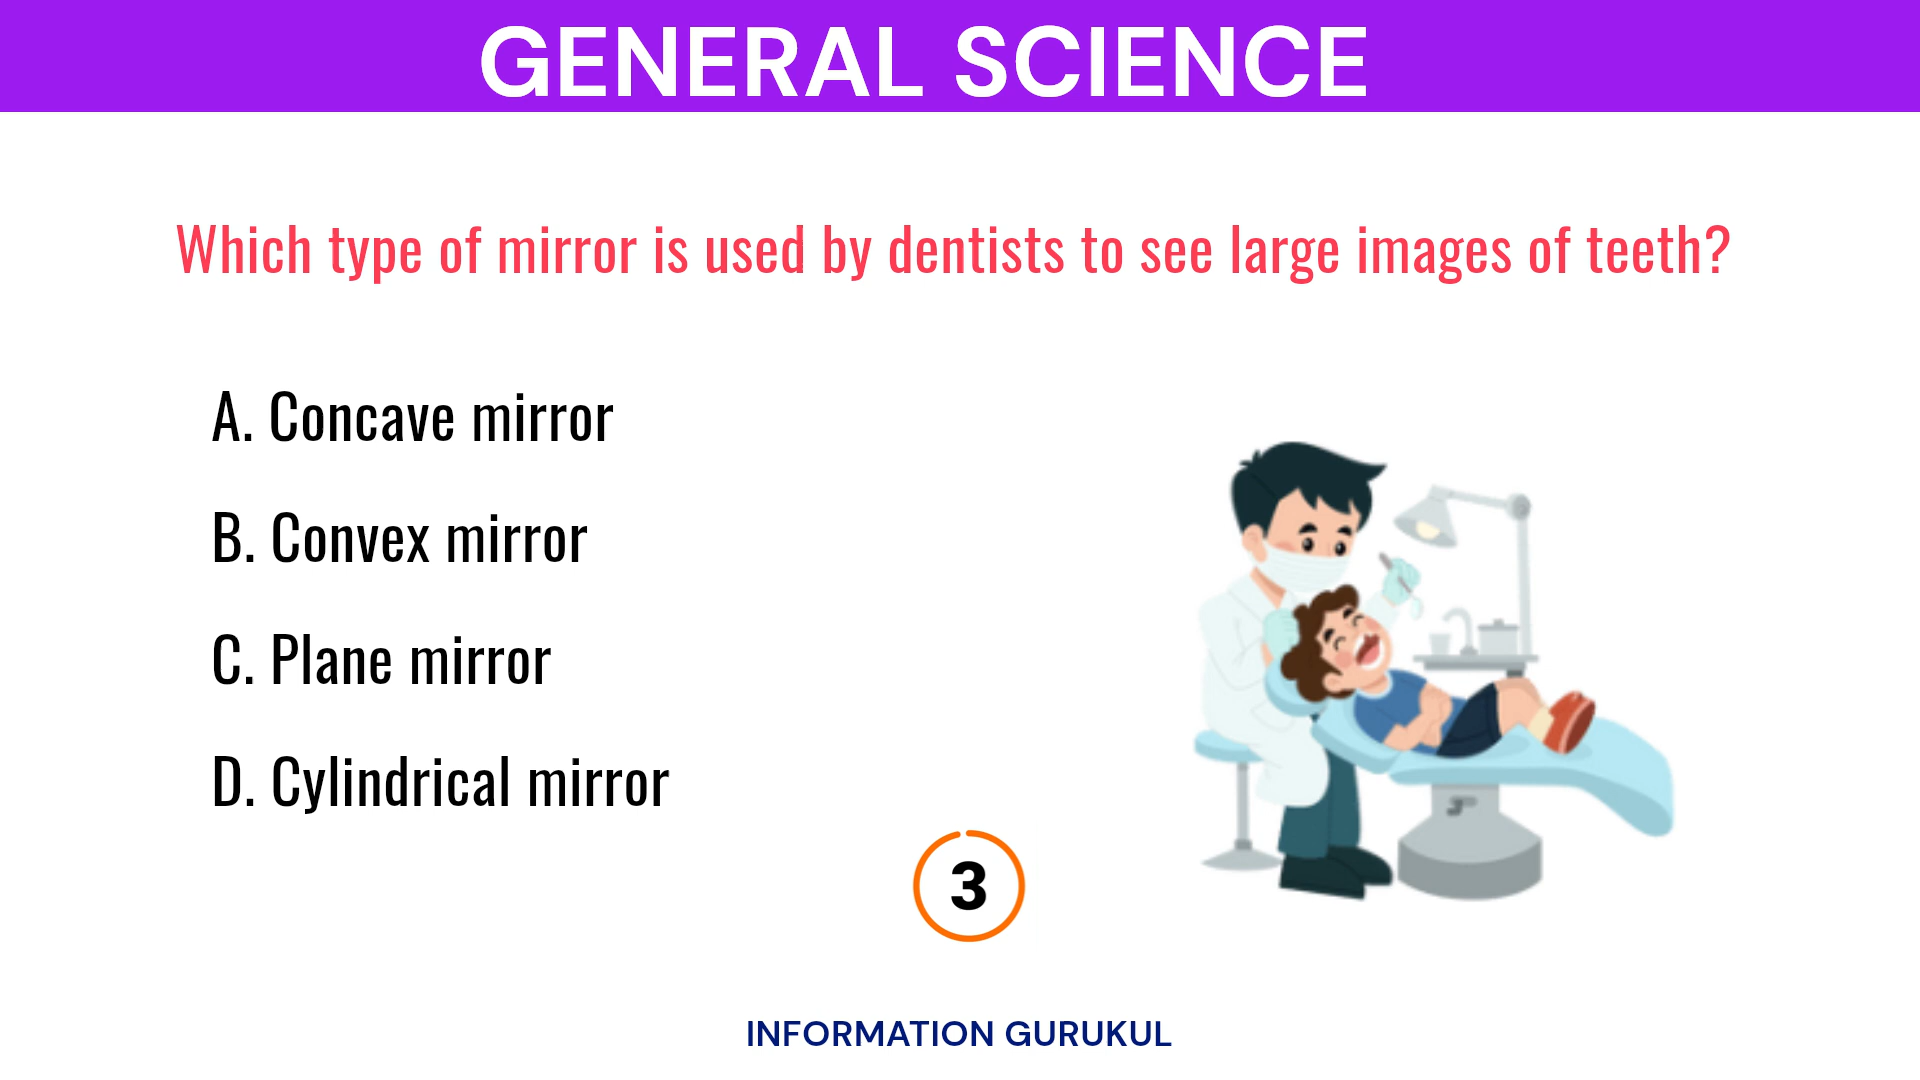 GENERAL SCIENCE
Which type of mirror is used by dentists to see large images of teeth?
A. Concave mirror
B. Convex mirror
C. Plane mirror
D. Cylindrical mirror
3
INFORMATION GURUKUL